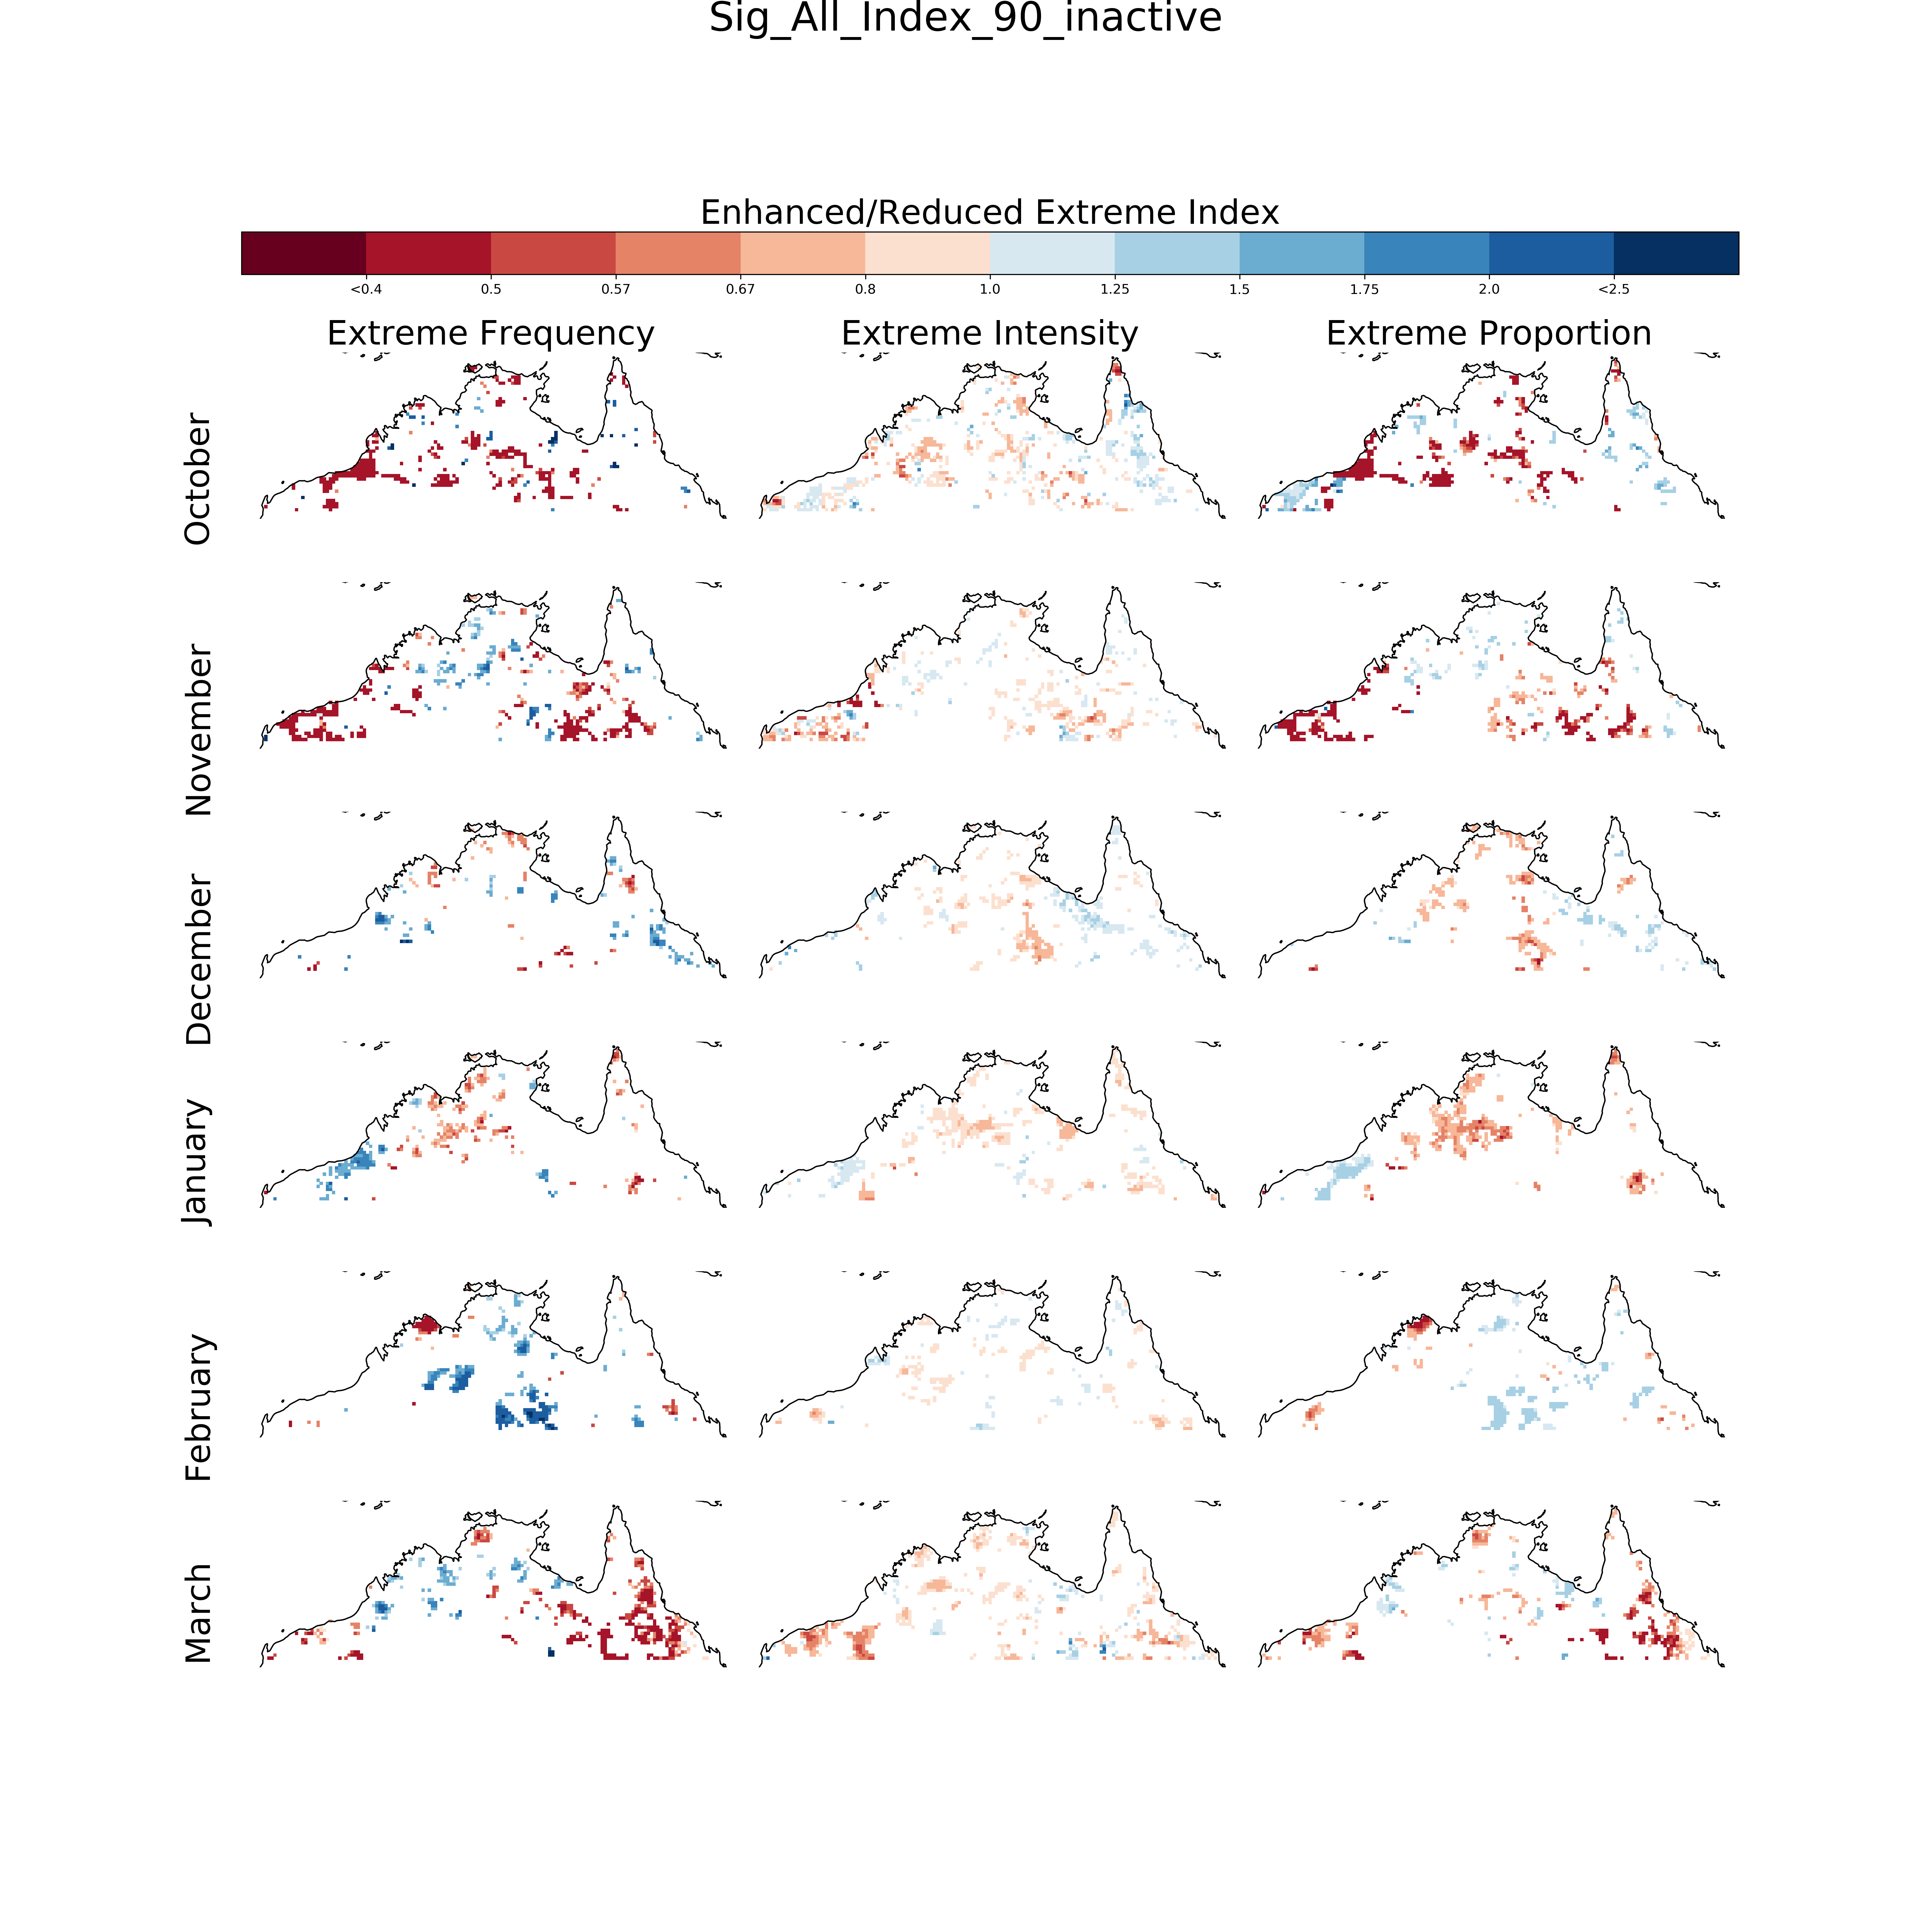 Sig_All_Index_90_inactive
Enhanced/Reduced Extreme Index
<0.4 0.5 0.57 0.67 0.8 1.0 1.25 1.5 1.75 2.0 <2.5
Extreme Frequency Extreme Intensity Extreme Proportion
October
November
December
January
February
March